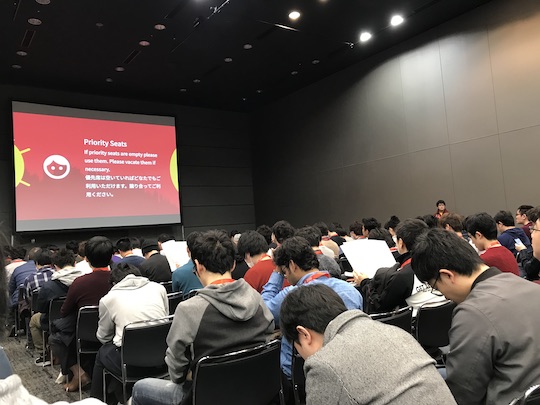 Priority Seats
If priority seats are empty please
use them. Please vacate them if
necessary.
優先席は空いていればどなたでもご
利用いただけます。譲り合ってご利
用ください。